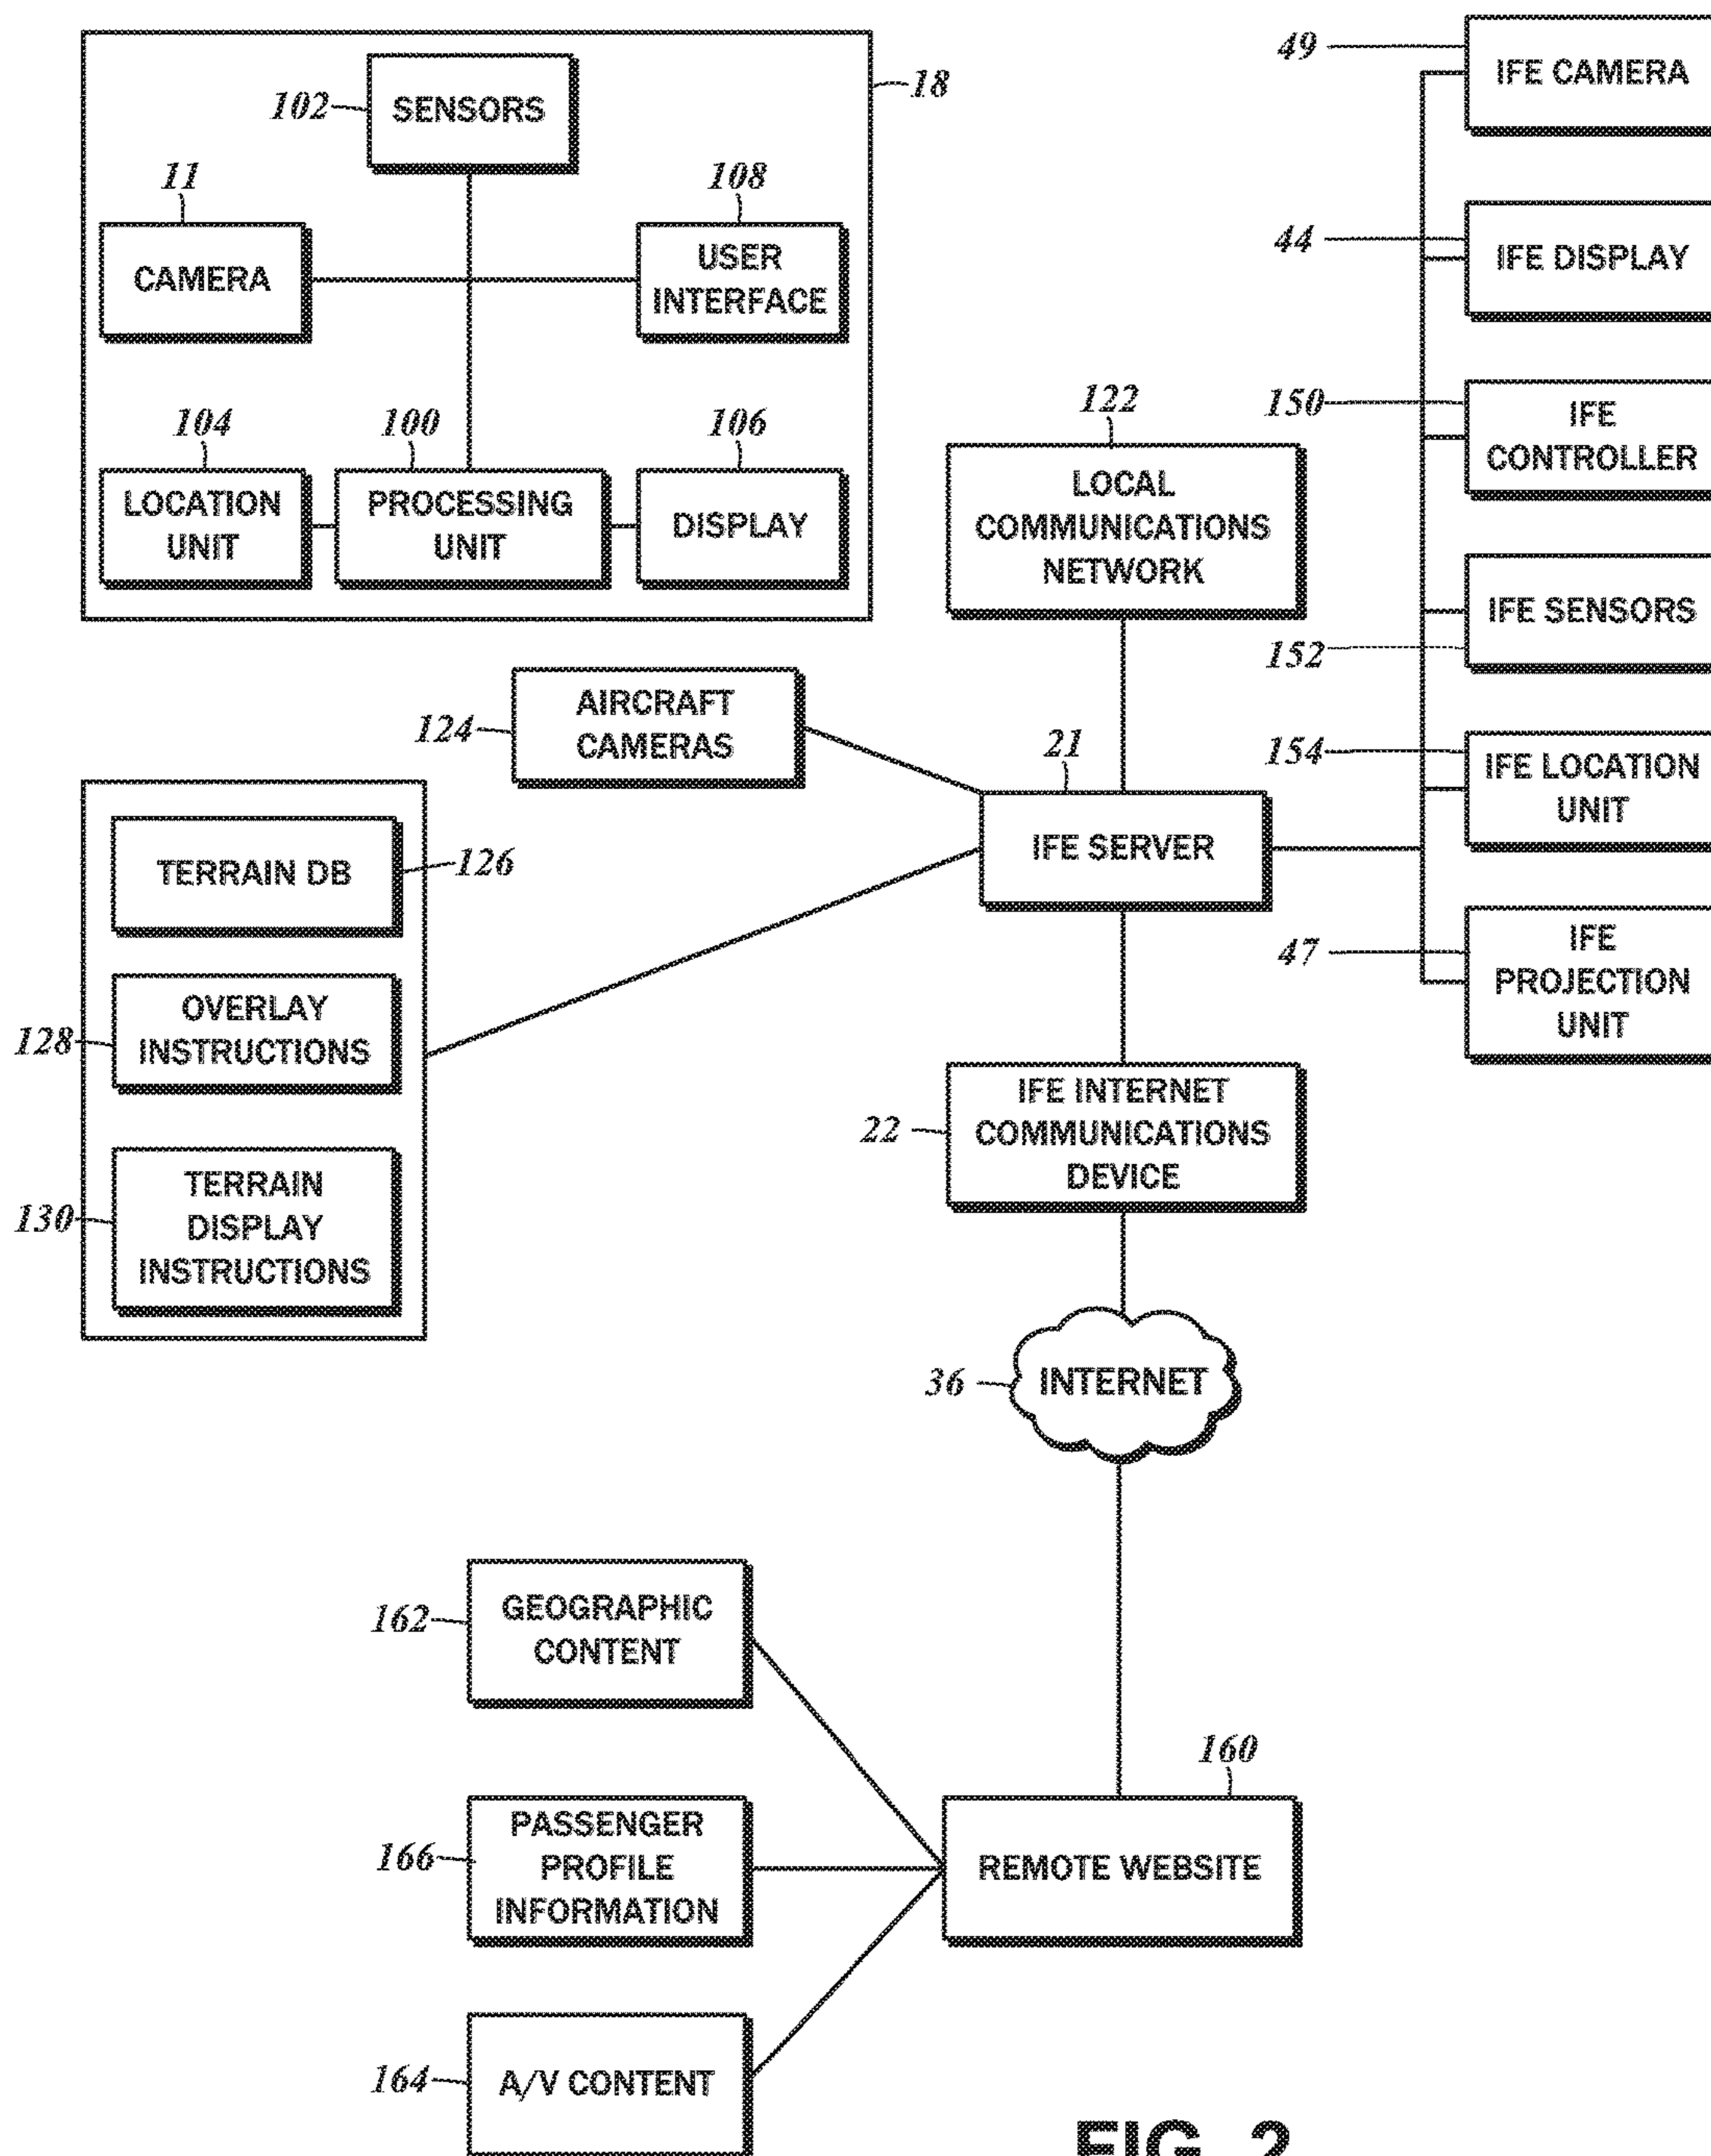 18
102
SENSORS
11
CAMERA
108
USER
INTERFACE
104
LOCATION
UNIT
100
PROCESSING
UNIT
106
DISPLAY
49
IFE CAMERA
44
IFE DISPLAY
150
IFE
CONTROLLER
152
IFE SENSORS
154
IFE LOCATION
UNIT
47
IFE
PROJECTION
UNIT
122
LOCAL
COMMUNICATIONS
NETWORK
124
AIRCRAFT
CAMERAS
21
IFE SERVER
TERRAIN DB
126
128
OVERLAY
INSTRUCTIONS
130
TERRAIN
DISPLAY
INSTRUCTIONS
22
IFE INTERNET
COMMUNICATIONS
DEVICE
36
INTERNET
162
GEOGRAPHIC
CONTENT
166
PASSENGER
PROFILE
INFORMATION
160
REMOTE WEBSITE
164
A/V CONTENT
FIG. 2